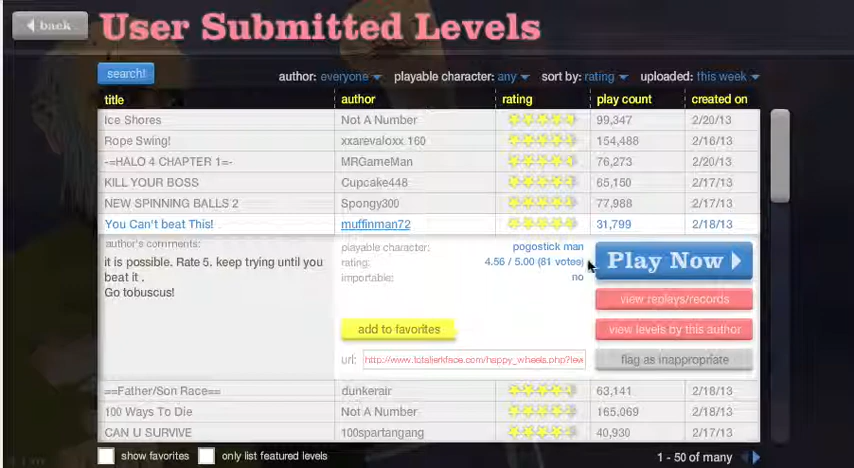 back
User Submitted Levels
search!
author: everyone playable character: any sort by: rating uploaded: this week
title author rating play count created on
Ice Shores Not A Number 99,347 2/20/13
Rope Swing! xxarevaloxx 160 154,488 2/16/13
-=HALO 4 CHAPTER 1=- MRGameMan 76,273 2/20/13
KILL YOUR BOSS Cupcake448 65,150 2/17/13
NEW SPINNING BALLS 2 Spongy300 77,988 2/17/13
You Can't beat This! muffinman72 31,799 2/18/13
author's comments:
it is possible. Rate 5. keep trying until you
beat it .
Go tobuscus!
playable character: pogostick man
rating: 4.56 / 5.00 (81 votes)
importable: no
add to favorites
url: http://www.totaljerkface.com/happy_wheels.php?lev
Play Now
view replays/records
view levels by this author
flag as inappropriate
==Father/Son Race== dunkerair 63,141 2/18/13
100 Ways To Die Not A Number 165,069 2/18/13
CAN U SURVIVE 100spartangang 40,930 2/17/13
show favorites only list featured levels 1 - 50 of many